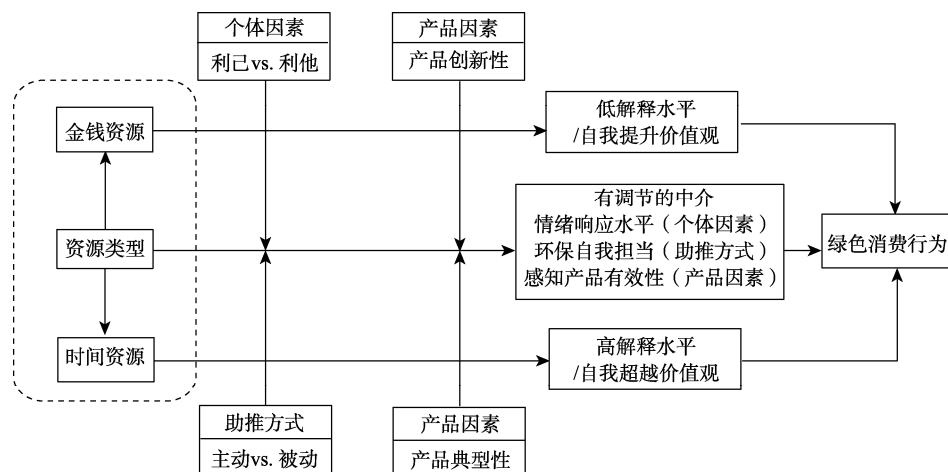 个体因素
利己vs. 利他
产品因素
产品创新性
金钱资源
低解释水平
/自我提升价值观
资源类型
有调节的中介
情绪响应水平（个体因素）
环保自我担当（助推方式）
感知产品有效性（产品因素）
绿色消费行为
时间资源
高解释水平
/自我超越价值观
助推方式
主动vs. 被动
产品因素
产品典型性